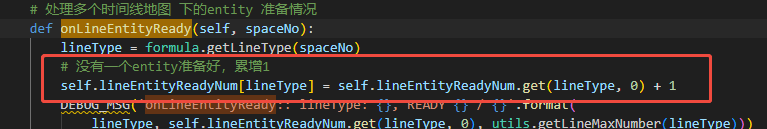 # 处理多个时间线地图 下的entity 准备情况
def onLineEntityReady(self, spaceNo):
lineType = formula.getLineType(spaceNo)
# 没有一个entity准备好，累增1
self.lineEntityReadyNum[lineType] = self.lineEntityReadyNum.get(lineType, 0) + 1
DEBUG_MSG('onLineEntityReady:: lineType: {}, READY {} / {}'.format(
lineType, self.lineEntityReadyNum.get(lineType, 0), utils.getLineMaxNumber(lineType)))